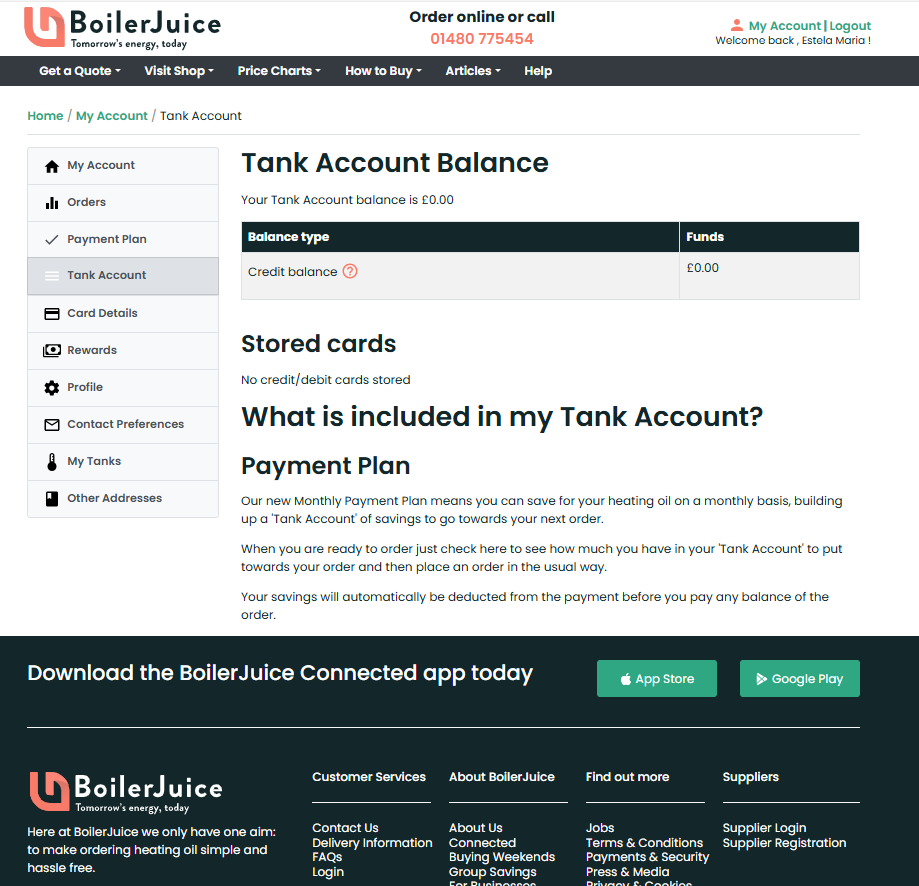 BoilerJuice
Tomorrow's energy, today
Order online or call
01480 775454
My Account | Logout
Welcome back , Estela Maria !
Get a Quote Visit Shop Price Charts How to Buy Articles Help
Home / My Account / Tank Account
My Account
Orders
Payment Plan
Tank Account
Card Details
Rewards
Profile
Contact Preferences
My Tanks
Other Addresses
Tank Account Balance
Your Tank Account balance is £0.00
Balance type Funds
Credit balance ? £0.00
Stored cards
No credit/debit cards stored
What is included in my Tank Account?
Payment Plan
Our new Monthly Payment Plan means you can save for your heating oil on a monthly basis, building
up a 'Tank Account' of savings to go towards your next order.
When you are ready to order just check here to see how much you have in your 'Tank Account' to put
towards your order and then place an order in the usual way.
Your savings will automatically be deducted from the payment before you pay any balance of the
order.
Download the BoilerJuice Connected app today
App Store
Google Play
BoilerJuice
Tomorrow's energy, today
Here at BoilerJuice we only have one aim:
to make ordering heating oil simple and
hassle free.
Customer Services
Contact Us
Delivery Information
FAQs
Login
About BoilerJuice
About Us
Connected
Buying Weekends
Group Savings
For Businesses
Find out more
Jobs
Terms & Conditions
Payments & Security
Press & Media
Privacy & Cookies
Suppliers
Supplier Login
Supplier Registration